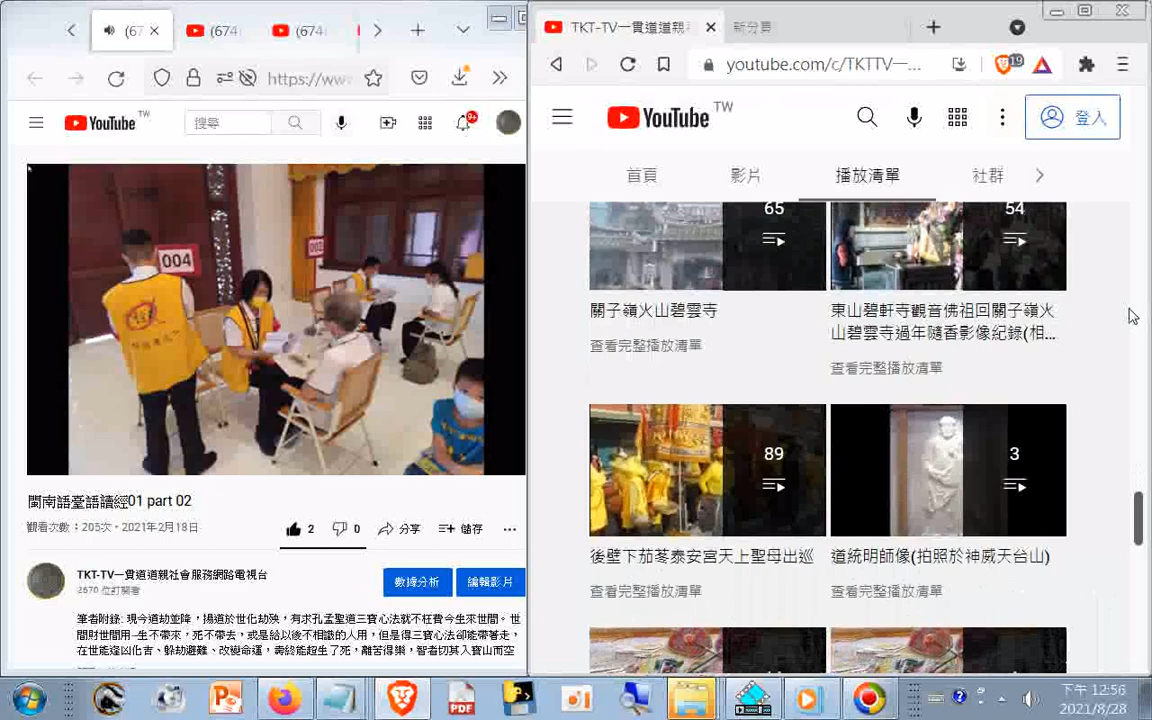 (67
(674
(674
https://ww
YouTube TW
搜尋
9+
004
003
閩南語臺語讀經01 part 02
觀看次數：205次・2021年2月18日
2
0
分享
儲存
TKT-TV一貫道道親社會服務網路電視台
2670 位訂閱者
數據分析
編輯影片
筆者附錄: 現今道劫並降，揚道於世化劫殃，有求孔孟聖道三寶心法就不枉費今生來世間。世
間財世間用—生不帶來，死不帶去，或是給以後不相識的人用，但是得三寶心法卻能帶著走，
在世能逢凶化吉、躲劫避難、改變命運，壽終能超生了死，離苦得樂，智者切莫入寶山而空
TKT-TV一貫道道親
新分頁
youtube.com/c/TKTTV一...
19
YouTube TW
登入
首頁
影片
播放清單
社群
65
54
關子嶺火山碧雲寺
查看完整播放清單
東山碧軒寺觀音佛祖回關子嶺火
山碧雲寺過年隨香影像紀錄(相...
查看完整播放清單
89
3
後壁下茄苳泰安宮天上聖母出巡
查看完整播放清單
道統明師像(拍照於神威天台山)
查看完整播放清單
PDF
下午 12:56
2021/8/28